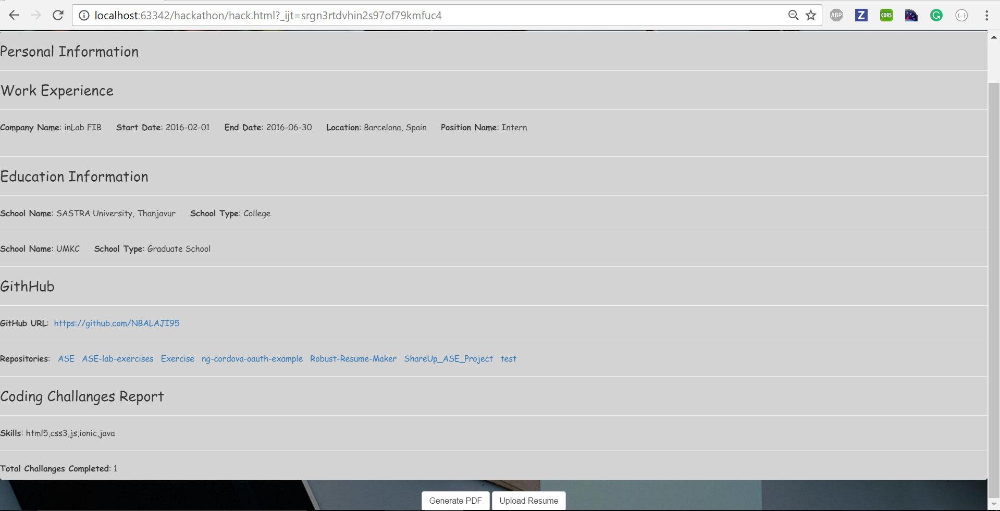 localhost:63342/hackathon/hack.html?_ijt=srgn3rtdvhin2s97of79kmfuc4
ABP Z CORS G {...}
Personal Information
Work Experience
Company Name: inLab FIB Start Date: 2016-02-01 End Date: 2016-06-30 Location: Barcelona, Spain Position Name: Intern
Education Information
School Name: SASTRA University, Thanjavur School Type: College
School Name: UMKC School Type: Graduate School
GithHub
GitHub URL: https://github.com/NBALAJI95
Repositories: ASE ASE-lab-exercises Exercise ng-cordova-oauth-example Robust-Resume-Maker ShareUp_ASE_Project test
Coding Challanges Report
Skills: html5,css3,js,ionic,java
Total Challanges Completed: 1
Generate PDF Upload Resume